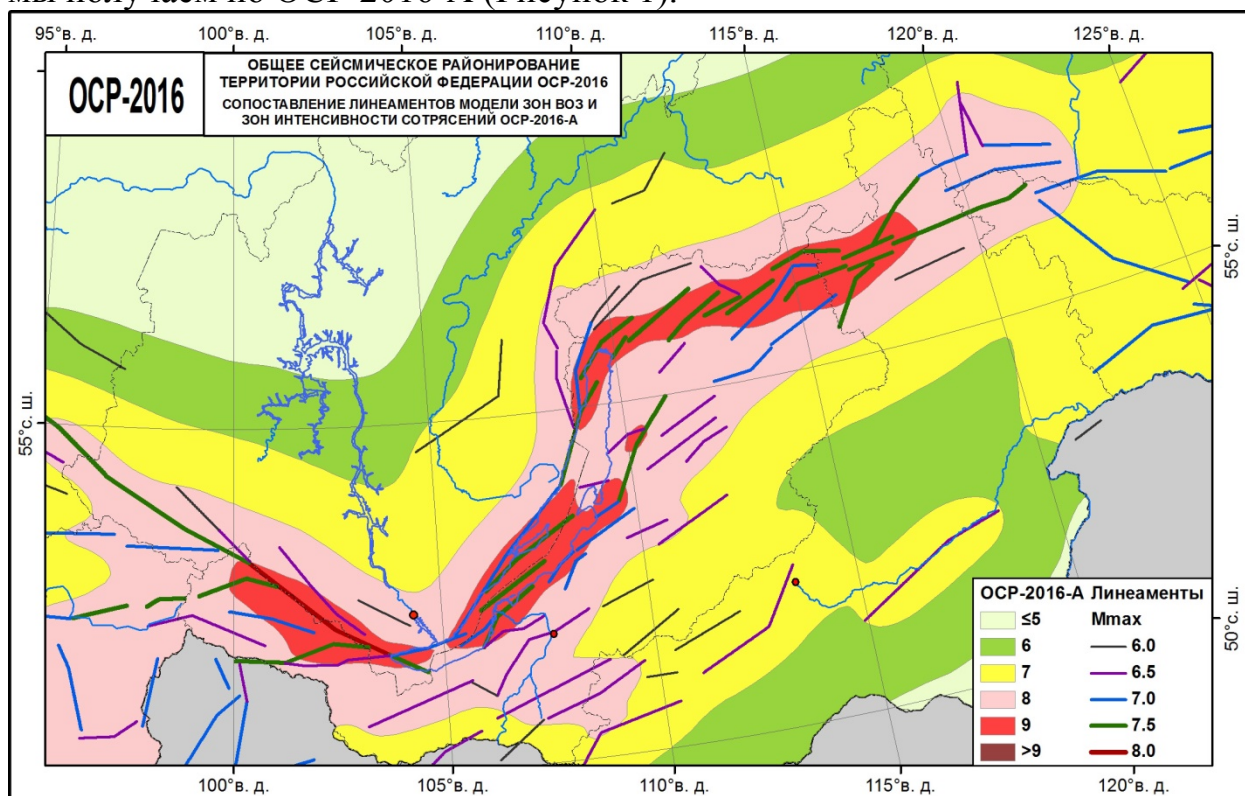 мы получаем по ОСР-2016-А (Рисунок 1).
95°в. д. 100°в. д. 105°в. д. 110°в. д. 115°в. д. 120°в. д. 125°в. д.
ОСР-2016
ОБЩЕЕ СЕЙСМИЧЕСКОЕ РАЙОНИРОВАНИЕ
ТЕРРИТОРИИ РОССИЙСКОЙ ФЕДЕРАЦИИ ОСР-2016
СОПОСТАВЛЕНИЕ ЛИНЕАМЕНТОВ МОДЕЛИ ЗОН ВОЗ И
ЗОН ИНТЕНСИВНОСТИ СОТРЯСЕНИЙ ОСР-2016-А
55°с. ш.
55°с. ш.
50°с. ш.
ОСР-2016-А Линеаменты
≤5 Mmax
6 6.0
7 6.5
8 7.0
9 7.5
>9 8.0
100°в. д. 105°в. д. 110°в. д. 115°в. д. 120°в. д.